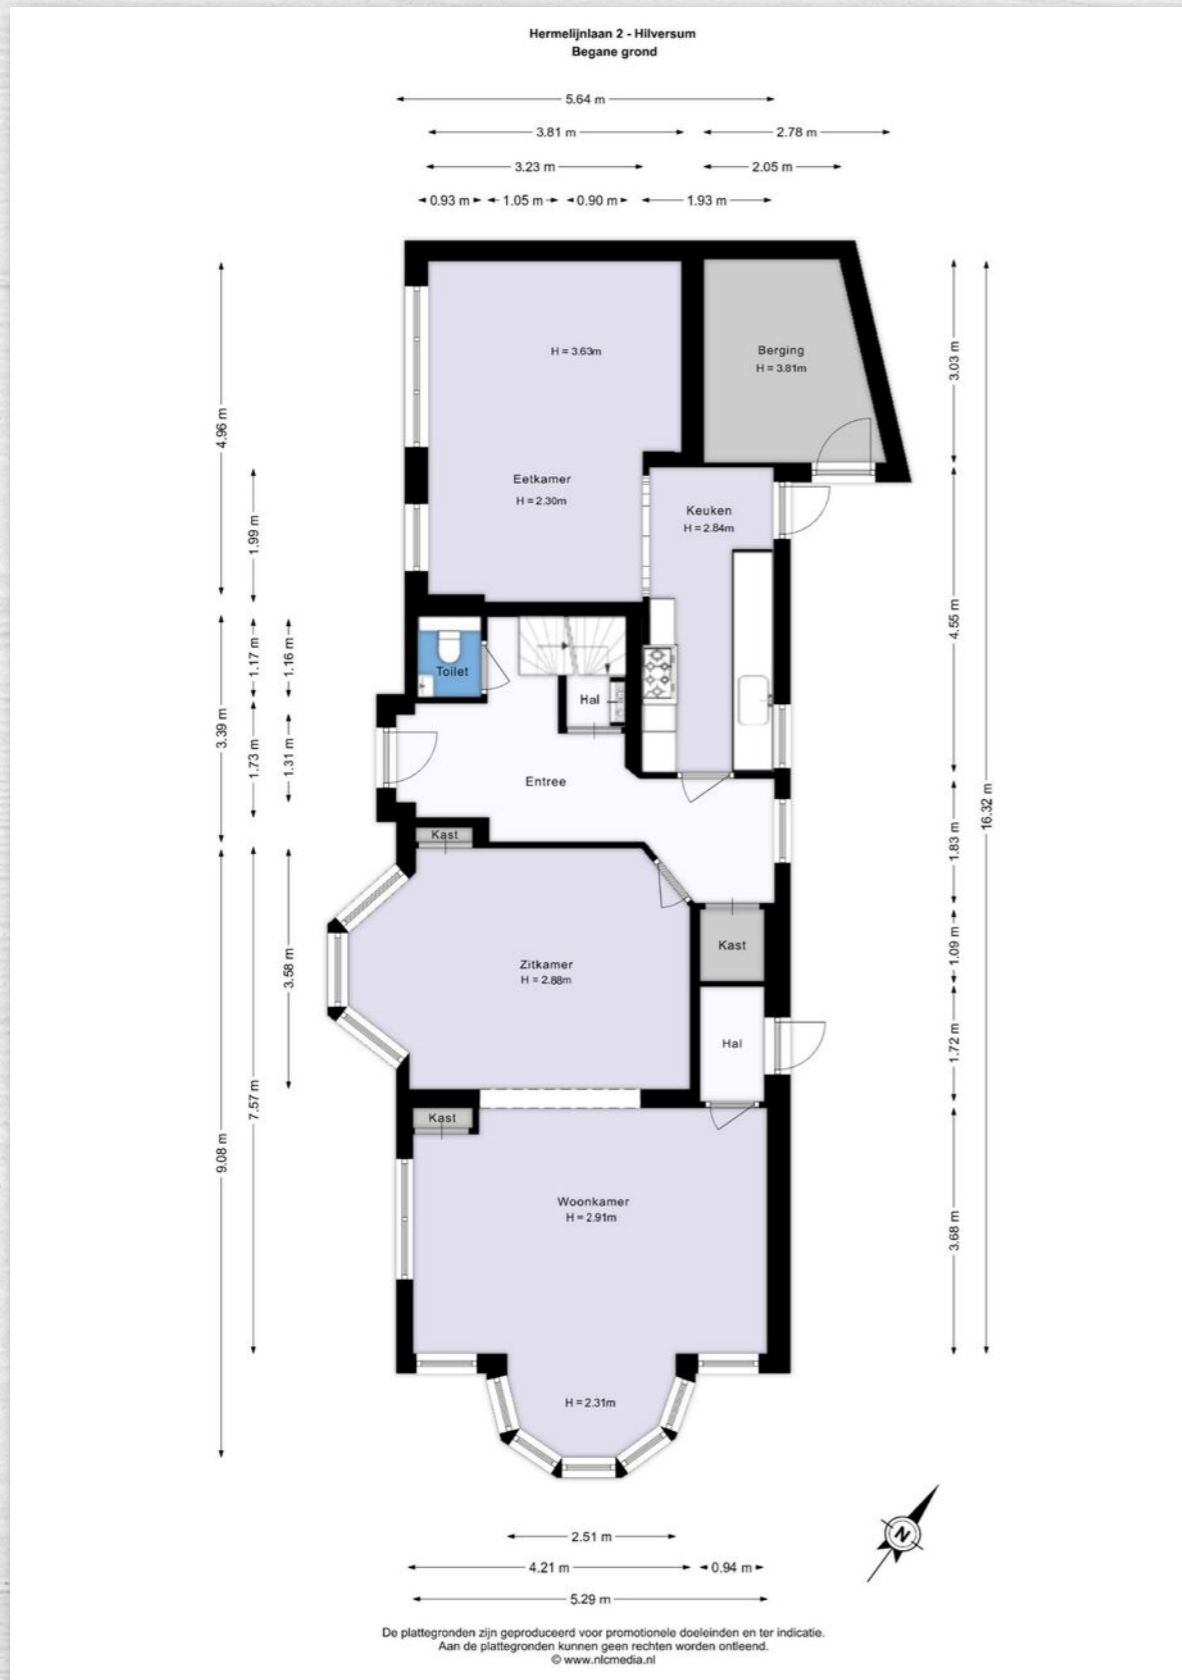 Hermelijnlaan 2 - Hilversum
Begane grond
5.64 m
3.81 m
2.78 m
3.23 m
2.05 m
0.93 m
1.05 m
0.90 m
1.93 m
4.96 m
1.99 m
3.39 m
1.17 m
1.16 m
1.73 m
1.31 m
9.08 m
7.57 m
3.58 m
H = 3.63m
Berging
H = 3.81m
Eetkamer
H = 2.30m
Keuken
H = 2.84m
Toilet
Hal
Entree
Kast
Zitkamer
H = 2.88m
Kast
Hal
Kast
Woonkamer
H = 2.91m
H = 2.31m
3.03 m
4.55 m
16.32 m
1.83 m
1.09 m
1.72 m
3.68 m
N
2.51 m
4.21 m
0.94 m
5.29 m
De plattegronden zijn geproduceerd voor promotionele doeleinden en ter indicatie.
Aan de plattegronden kunnen geen rechten worden ontleend.
© www.nlcmedia.nl